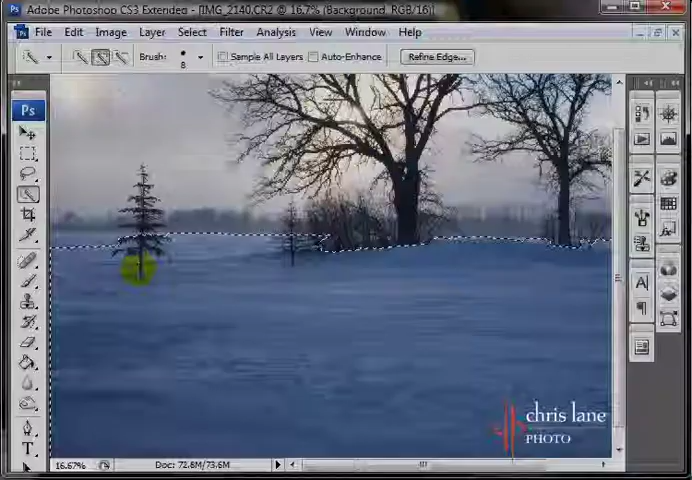 Adobe Photoshop CS3 Extended - [IMG_2140.CR2 @ 16.7% (Background, RGB/16)]
Ps File Edit Image Layer Select Filter Analysis View Window Help
Brush: 8 Sample All Layers Auto-Enhance Refine Edge...
Ps
T
A
chris lane
PHOTO
16.67% Doc: 72.8M/73.6M